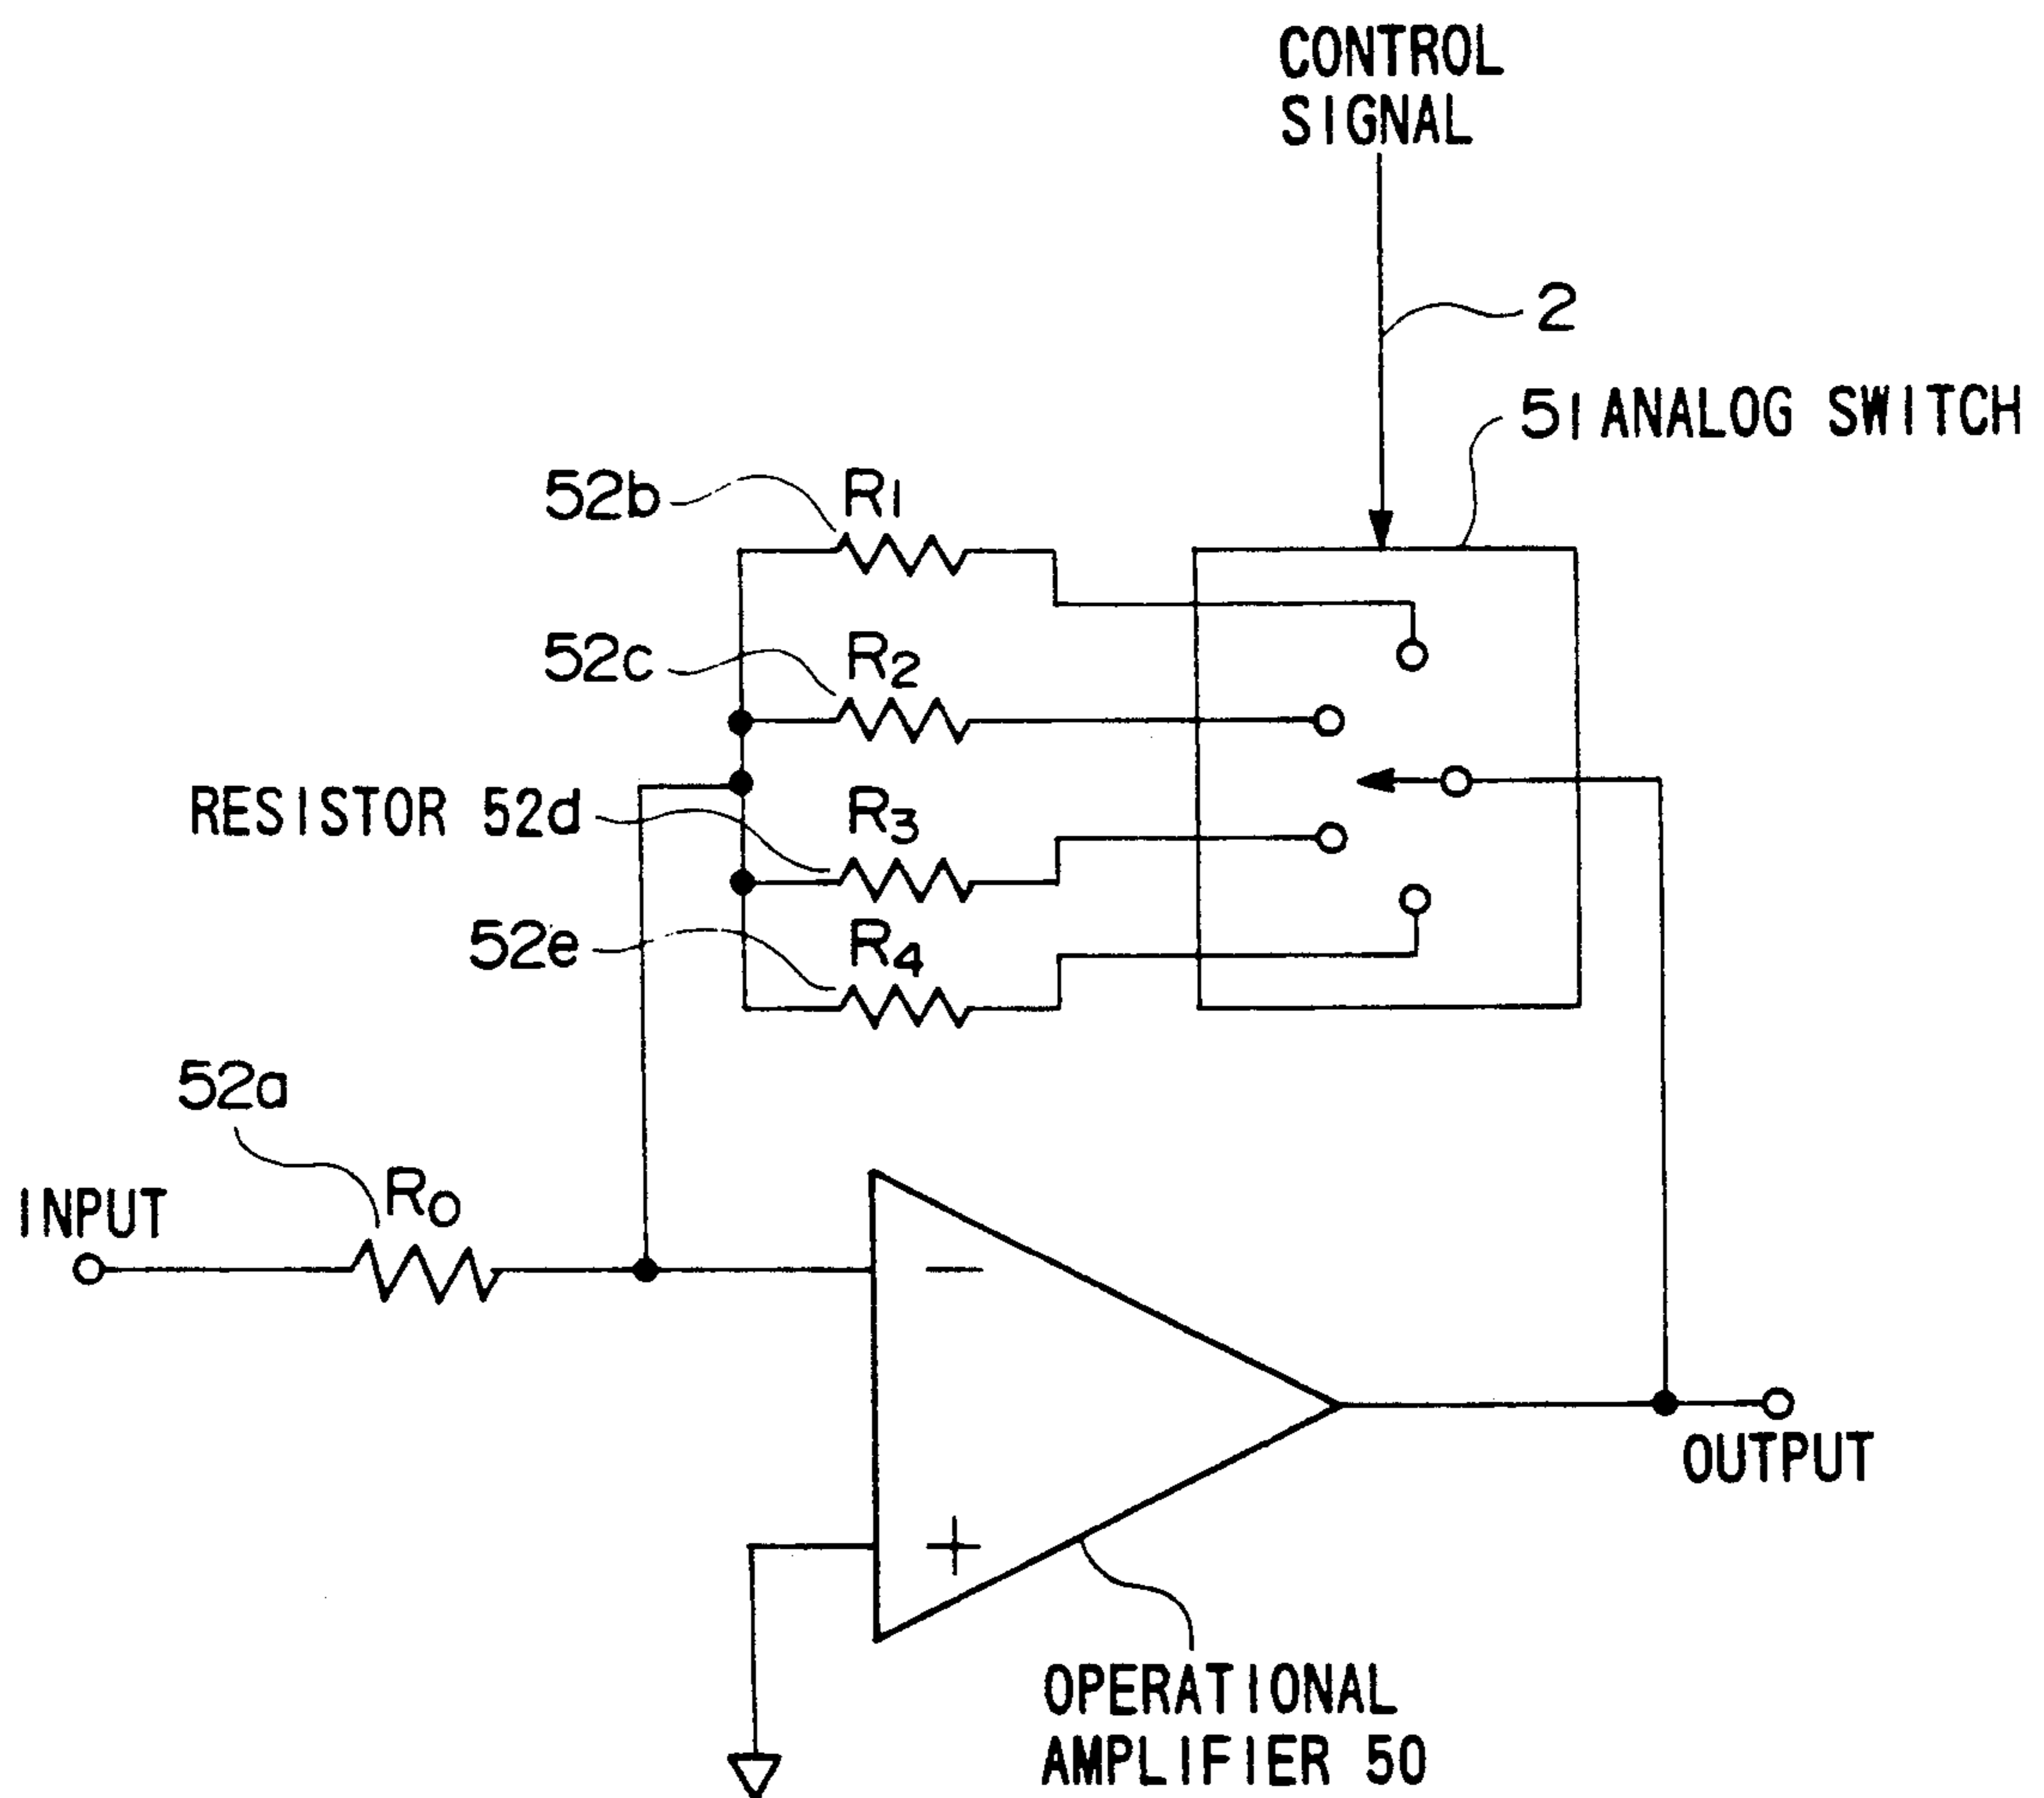 CONTROL
SIGNAL
2
51 ANALOG SWITCH
52b
R1
52c
R2
RESISTOR 52d
R3
52e
R4
52a
R0
INPUT
−
+
OUTPUT
OPERATIONAL
AMPLIFIER 50